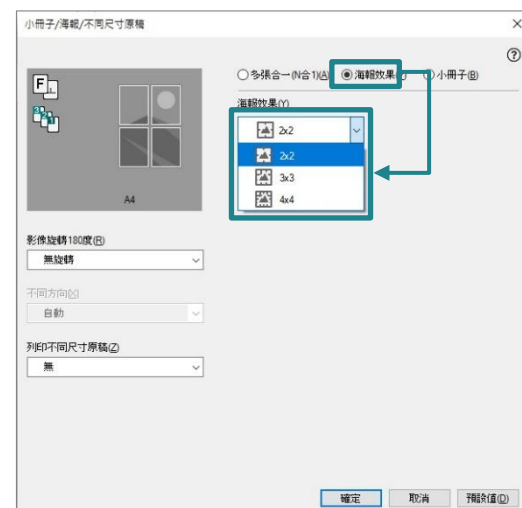 小冊子/海報/不同尺寸原稿
多張合一(N合1)(A) 海報效果 小冊子(B)
海報效果(Y)
2x2
2x2
3x3
4x4
F
321
A4
影像旋轉180度(R)
無旋轉
不同方向(X)
自動
列印不同尺寸原稿(Z)
無
確定 取消 預設值(D)